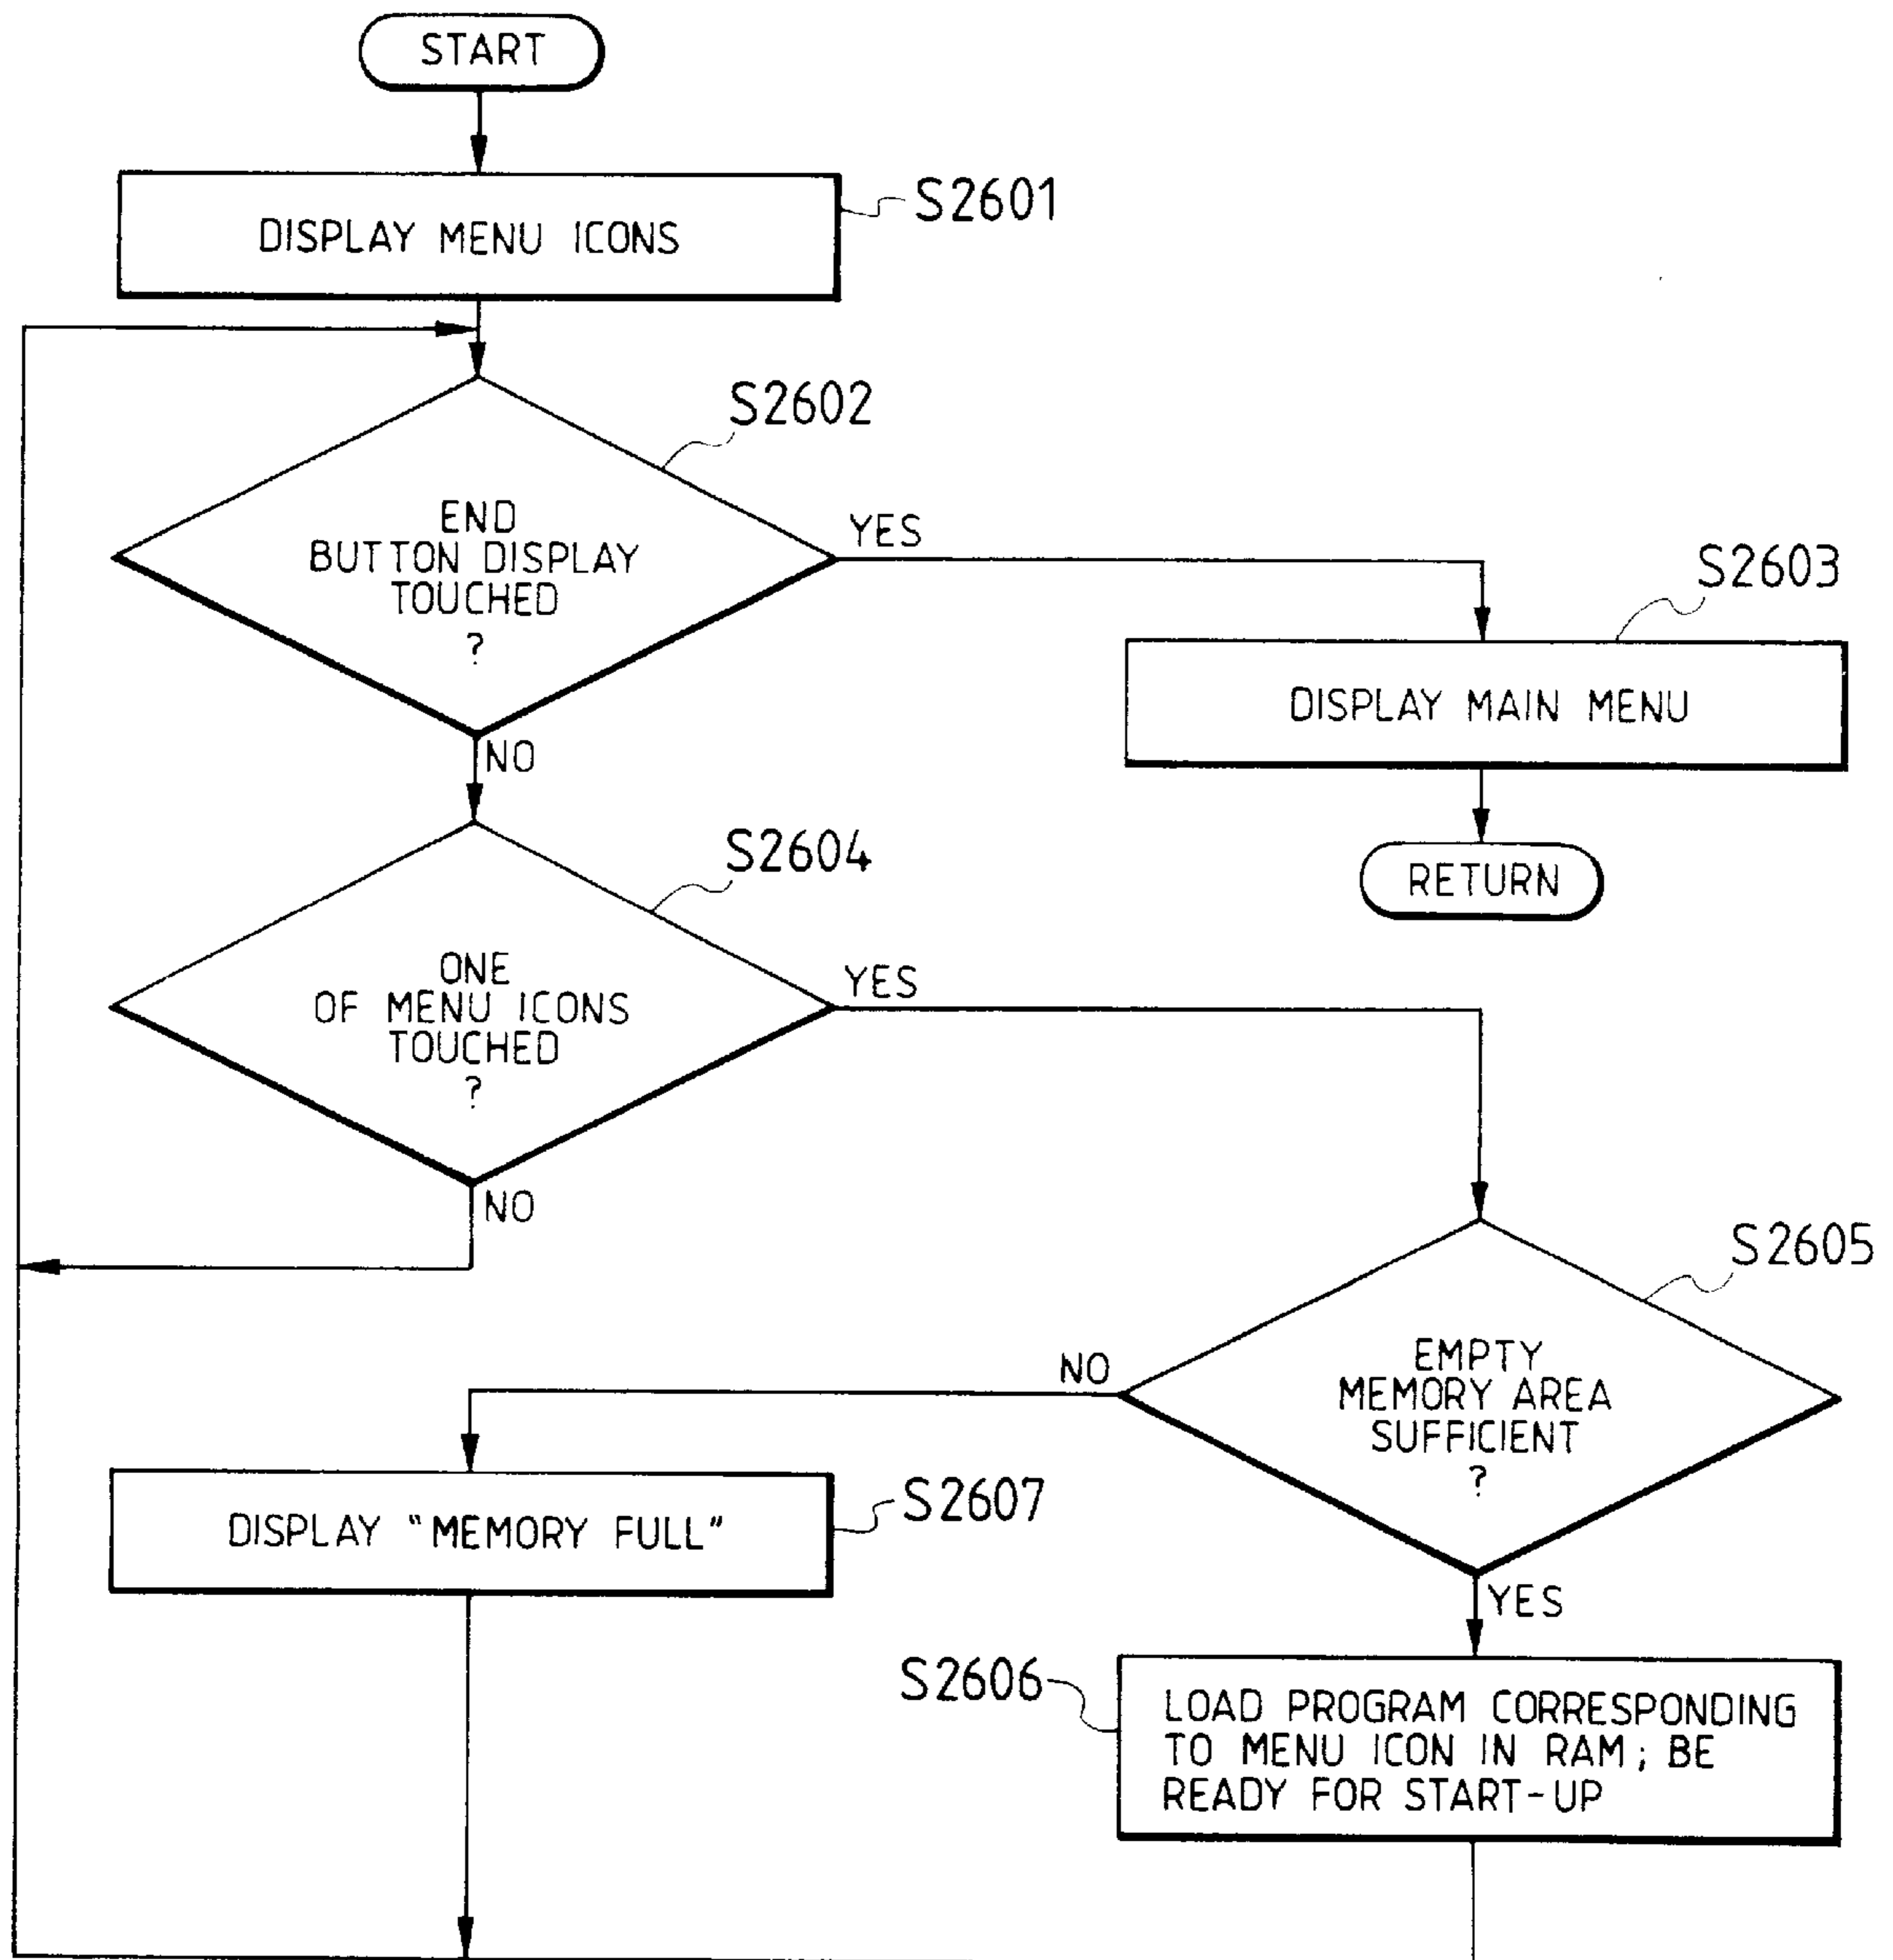 START
DISPLAY MENU ICONS
S2601
S2602
END
BUTTON DISPLAY
TOUCHED
?
YES
NO
S2603
DISPLAY MAIN MENU
RETURN
S2604
ONE
OF MENU ICONS
TOUCHED
?
YES
NO
S2605
EMPTY
MEMORY AREA
SUFFICIENT
?
NO
YES
DISPLAY "MEMORY FULL"
S2607
S2606
LOAD PROGRAM CORRESPONDING
TO MENU ICON IN RAM; BE
READY FOR START-UP